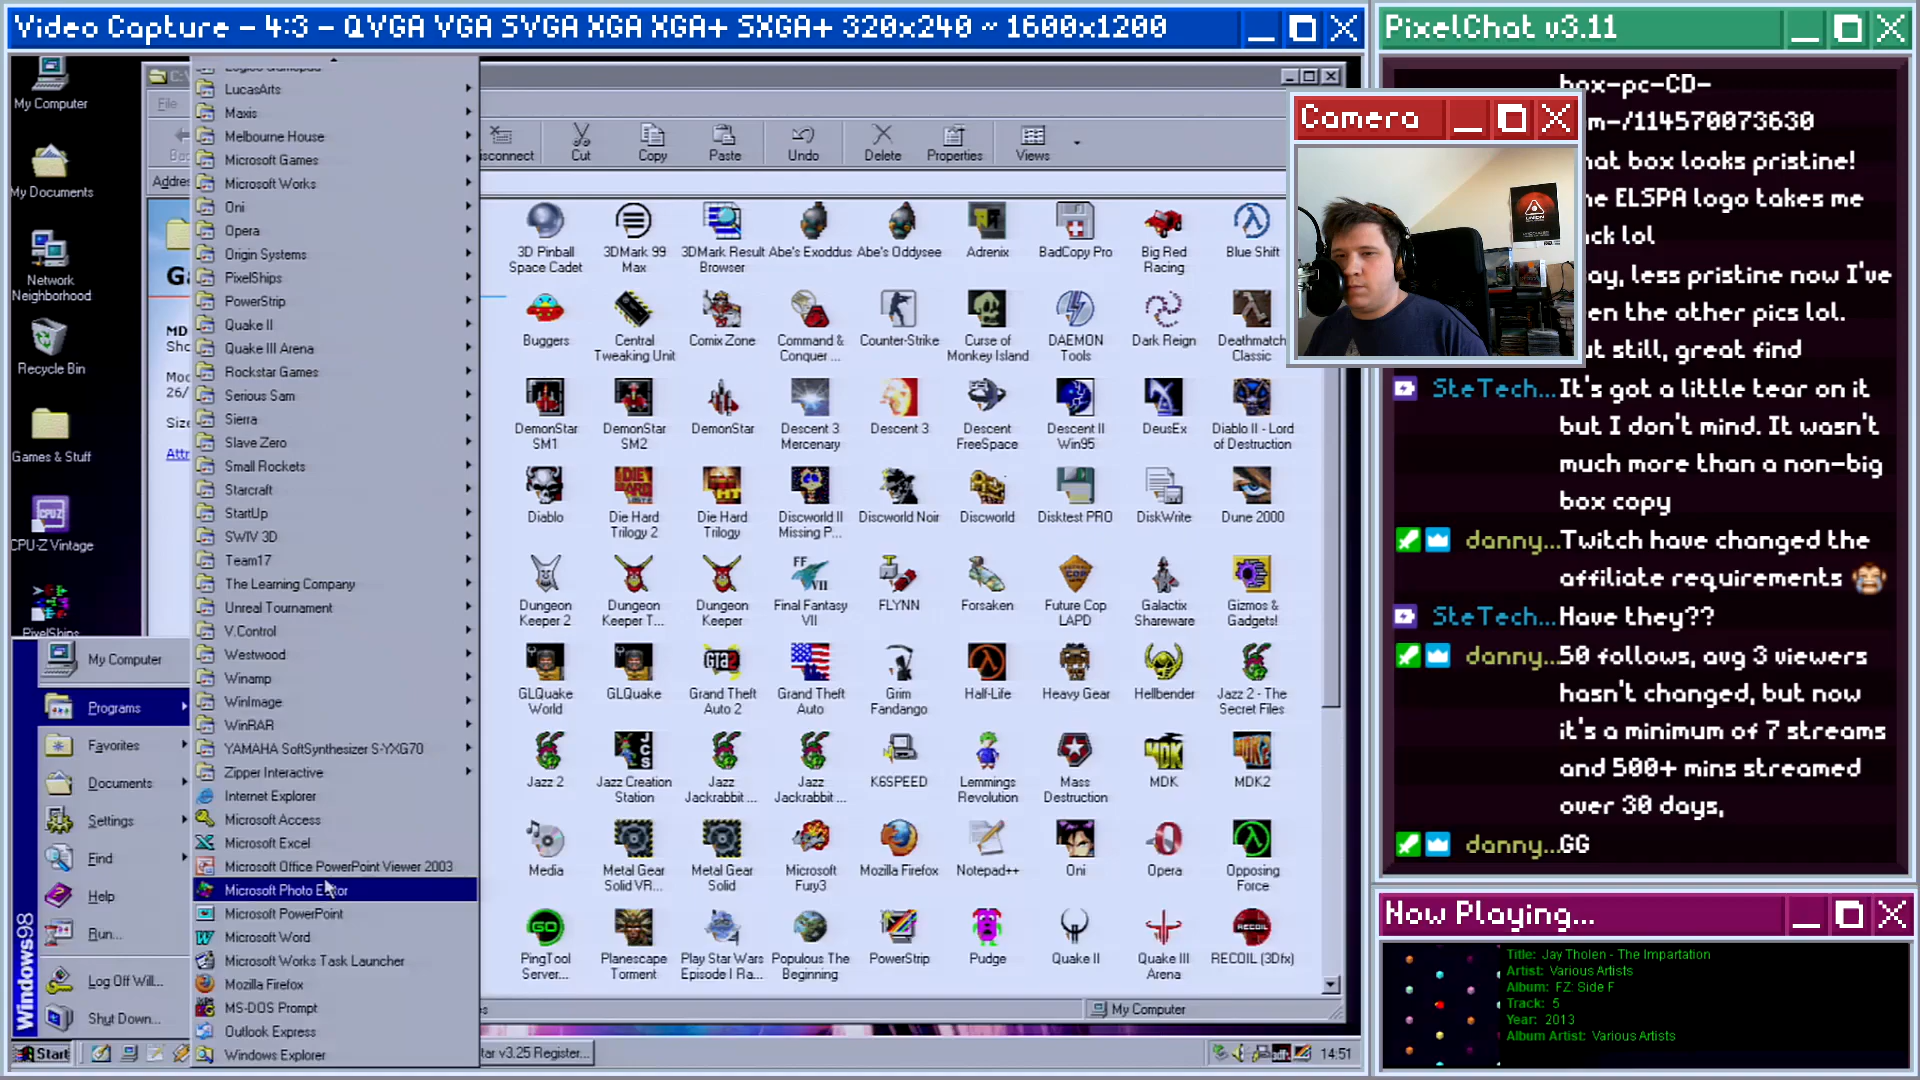 Video Capture - 4:3 - QVGA VGA SVGA XGA XGA+ SXGA+ 320x240 ~ 1600x1200
My Computer
My Documents
Network
Neighborhood
Recycle Bin
Games & Stuff
CPU-Z Vintage
PixelShips
File
Addre
MD
Sho
26/
Size
Attr
LucasArts
Maxis
Melbourne House
Microsoft Games
Microsoft Works
Oni
Opera
Origin Systems
PixelShips
PowerStrip
Quake II
Quake III Arena
Rockstar Games
Serious Sam
Sierra
Slave Zero
Small Rockets
Starcraft
StartUp
SWIV 3D
Team17
The Learning Company
Unreal Tournament
V.Control
Westwood
Winamp
WinImage
WinRAR
YAMAHA SoftSynthesizer S-YXG70
Zipper Interactive
Internet Explorer
Microsoft Access
Microsoft Excel
Microsoft Office PowerPoint Viewer 2003
Microsoft Photo Editor
Microsoft PowerPoint
Microsoft Word
Microsoft Works Task Launcher
Mozilla Firefox
MS-DOS Prompt
Outlook Express
Windows Explorer
My Computer
Programs
Favorites
Documents
Settings
Find
Help
Run...
Log Off Will...
Shut Down...
Windows98
Start
isconnect Cut Copy Paste Undo Delete Properties Views
3D Pinball Space Cadet
3DMark 99 Max
3DMark Result Browser
Abe's Exoddus
Abe's Oddysee
Adrenix
BadCopy Pro
Big Red Racing
Blue Shift
Buggers
Central Tweaking Unit
Comix Zone
Command & Conquer ...
Counter-Strike
Curse of Monkey Island
DAEMON Tools
Dark Reign
Deathmatch Classic
DemonStar SM1
DemonStar SM2
DemonStar
Descent 3 Mercenary
Descent 3
Descent FreeSpace
Descent II Win95
DeusEx
Diablo II - Lord of Destruction
Diablo
Die Hard Trilogy 2
Die Hard Trilogy
Discworld II Missing P...
Discworld Noir
Discworld
Disktest PRO
DiskWrite
Dune 2000
Dungeon Keeper 2
Dungeon Keeper T...
Dungeon Keeper
Final Fantasy VII
FLYNN
Forsaken
Future Cop LAPD
Galactix Shareware
Gizmos & Gadgets!
GLQuake World
GLQuake
Grand Theft Auto 2
Grand Theft Auto
Grim Fandango
Half-Life
Heavy Gear
Hellbender
Jazz 2 - The Secret Files
Jazz 2
Jazz Creation Station
Jazz Jackrabbit ...
Jazz Jackrabbit ...
K6SPEED
Lemmings Revolution
Mass Destruction
MDK
MDK2
Media
Metal Gear Solid VR...
Metal Gear Solid
Microsoft Fury3
Mozilla Firefox
Notepad++
Oni
Opera
Opposing Force
PingTool Server...
Planescape Torment
Play Star Wars Episode I Ra...
Populous The Beginning
PowerStrip
Pudge
Quake II
Quake III Arena
RECOIL (3Dfx)
My Computer
tar v3.25 Register...
14:51
Camera
PixelChat v3.11
box-pc-CD-
m-/114570073630
hat box looks pristine!
he ELSPA logo takes me
ck lol
ay, less pristine now I've
en the other pics lol.
ut still, great find
SteTech... It's got a little tear on it
but I don't mind. It wasn't
much more than a non-big
box copy
danny... Twitch have changed the
affiliate requirements
SteTech... Have they??
danny... 50 follows, avg 3 viewers
hasn't changed, but now
it's a minimum of 7 streams
and 500+ mins streamed
over 30 days,
danny... GG
Now Playing...
Title: Jay Tholen - The Impartation
Artist: Various Artists
Album: FZ: Side F
Track: 5
Year: 2013
Album Artist: Various Artists